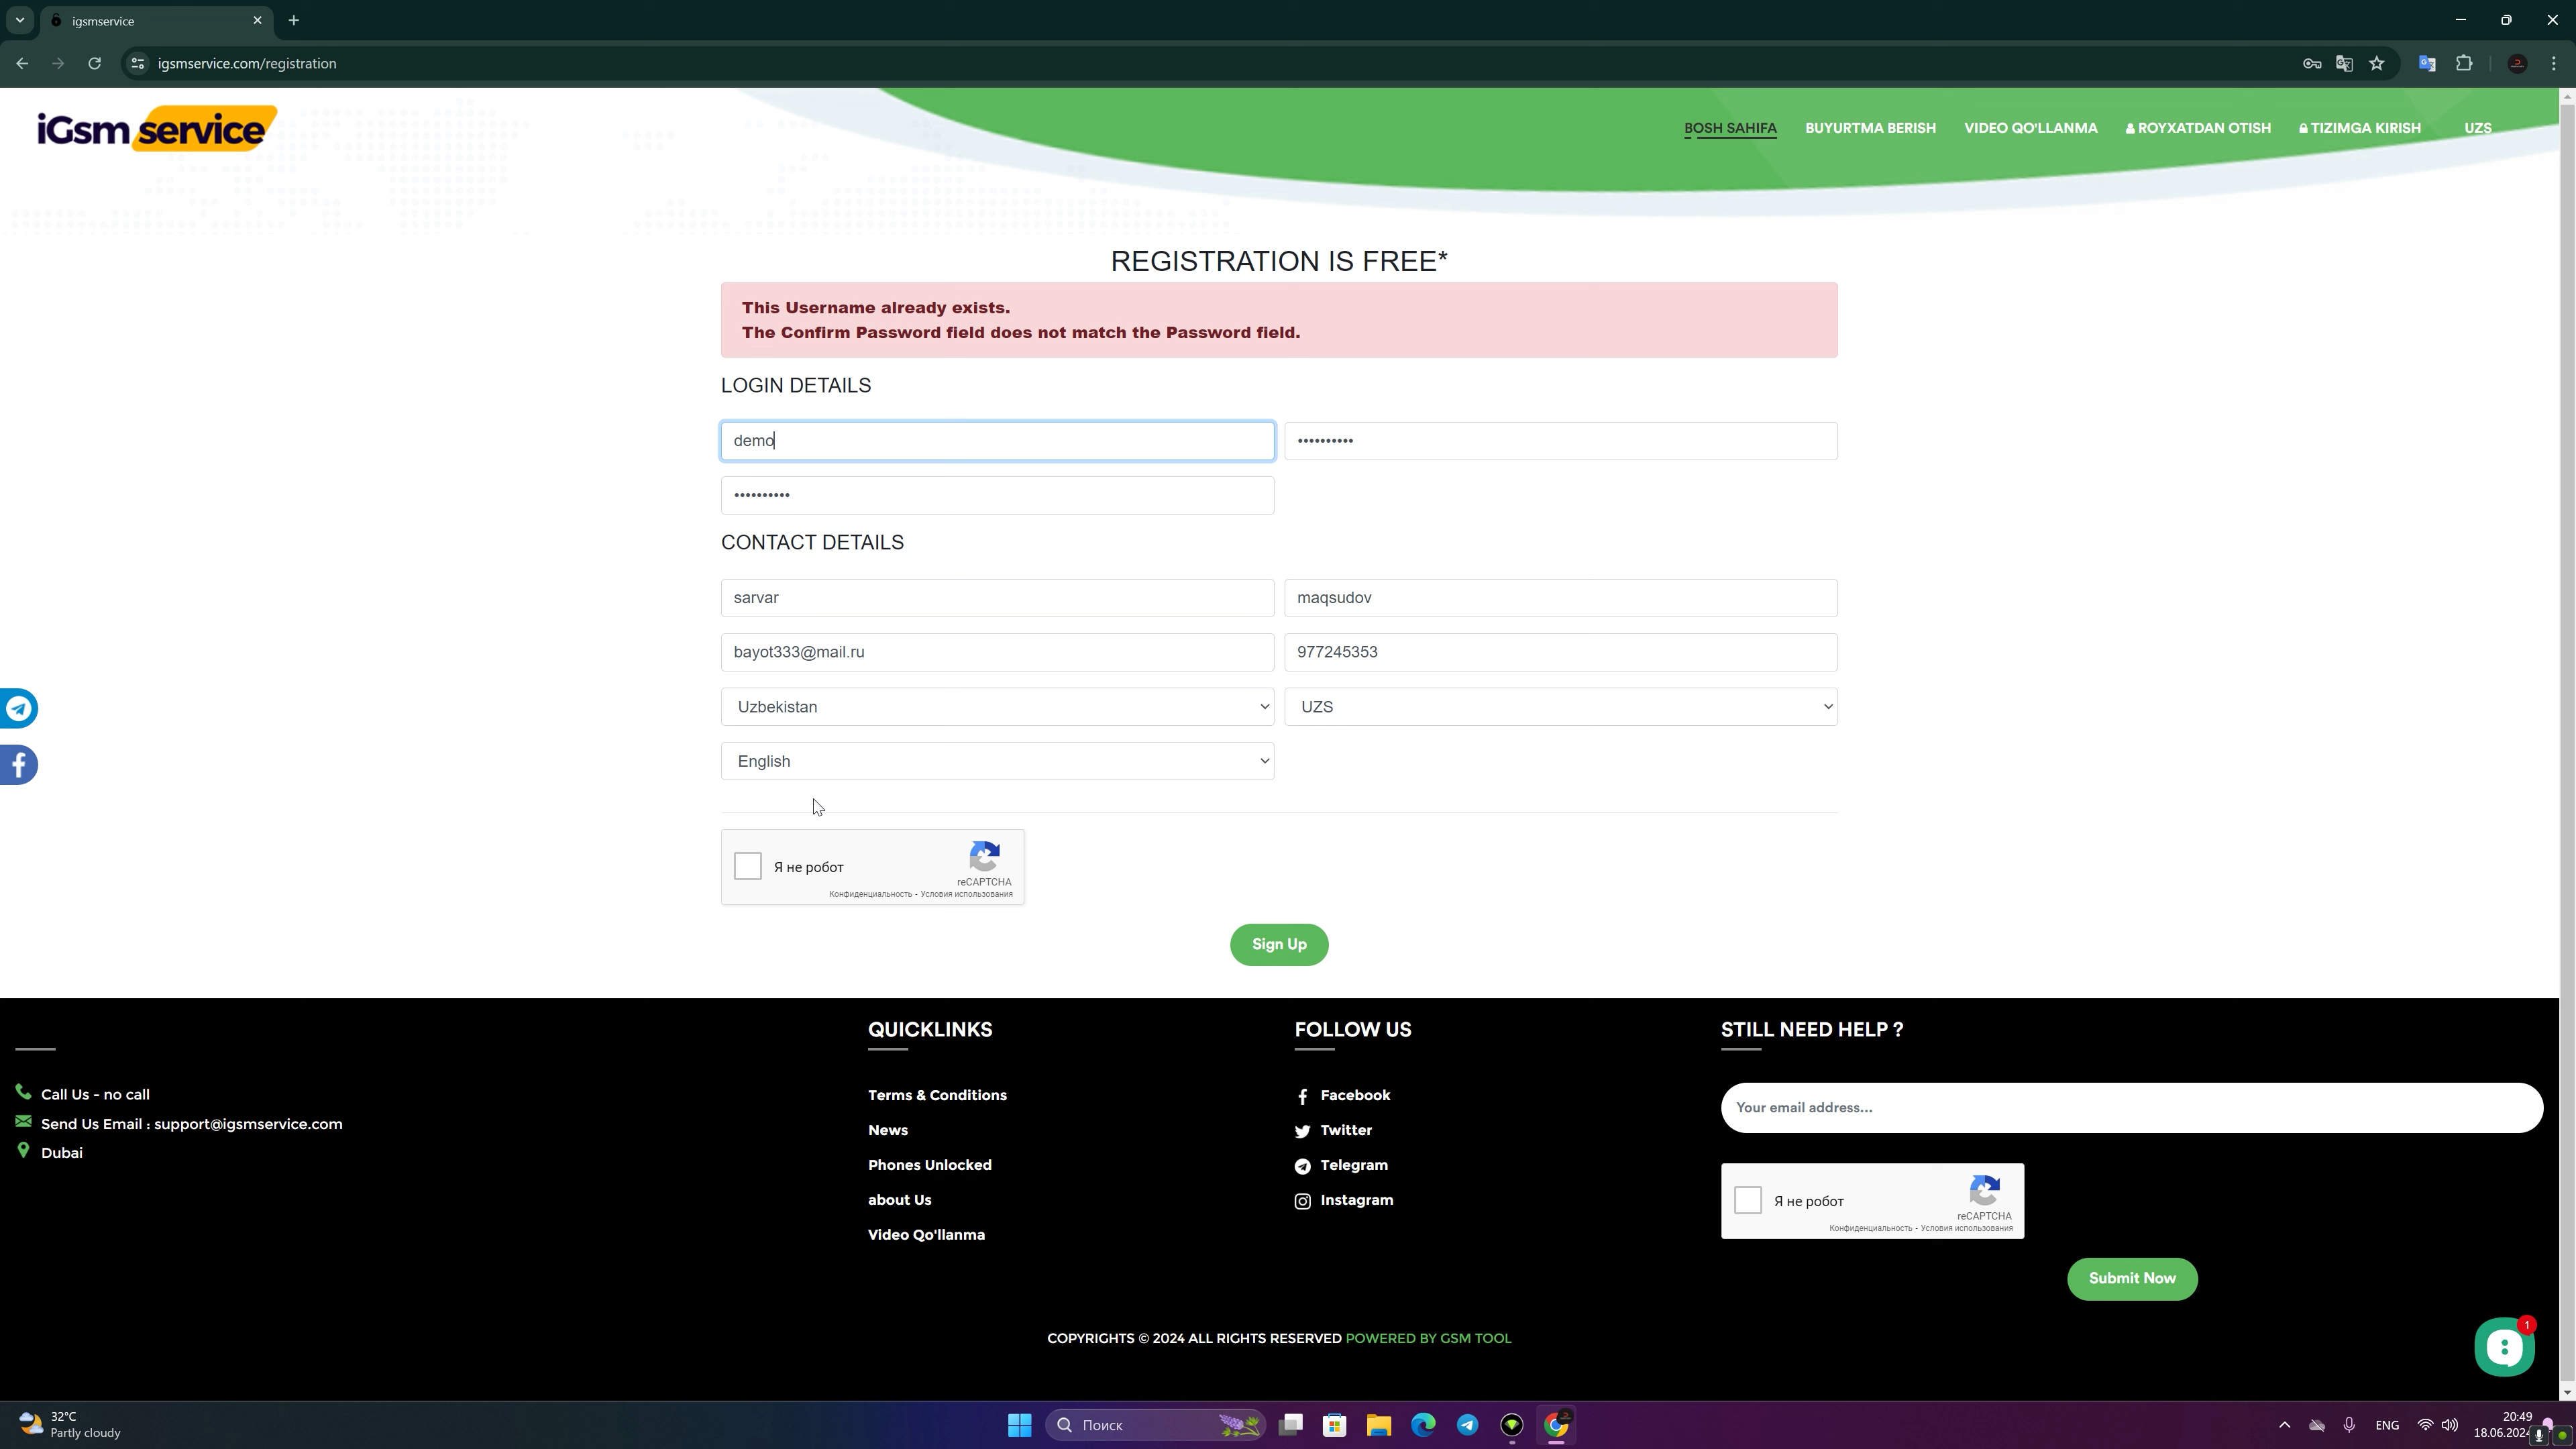 igsmservice
igsmservice.com/registration
iGsm service
BOSH SAHIFA BUYURTMA BERISH VIDEO QO'LLANMA ROYXATDAN OTISH TIZIMGA KIRISH UZS
REGISTRATION IS FREE*
This Username already exists.
The Confirm Password field does not match the Password field.
LOGIN DETAILS
demo ••••••••••
••••••••••
CONTACT DETAILS
sarvar maqsudov
bayot333@mail.ru 977245353
Uzbekistan UZS
English
Я не робот
reCAPTCHA
Конфиденциальность - Условия использования
Sign Up
Call Us - no call
Send Us Email : support@igsmservice.com
Dubai
QUICKLINKS
Terms & Conditions
News
Phones Unlocked
about Us
Video Qo'llanma
FOLLOW US
Facebook
Twitter
Telegram
Instagram
STILL NEED HELP ?
Your email address...
Я не робот
reCAPTCHA
Конфиденциальность - Условия использования
Submit Now
1
COPYRIGHTS © 2024 ALL RIGHTS RESERVED POWERED BY GSM TOOL
32°C
Partly cloudy
Поиск
ENG
20:49
18.06.2024